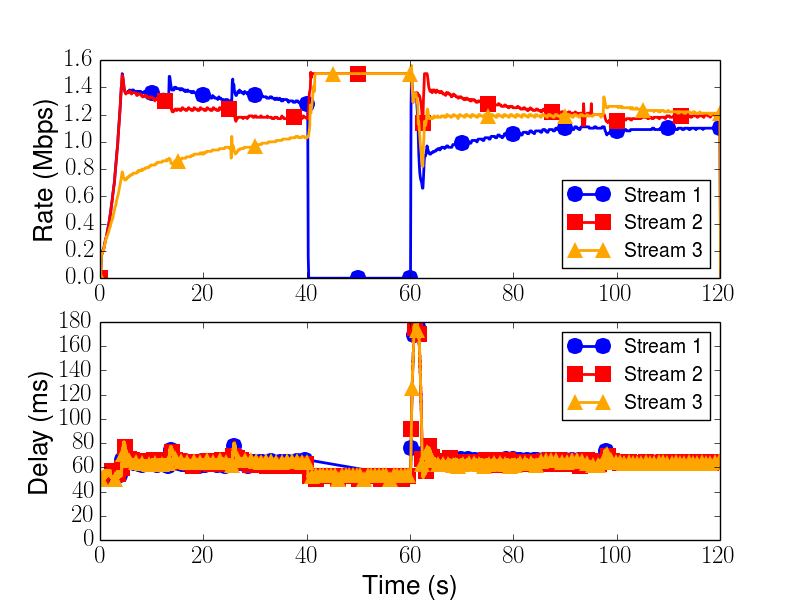 1.6
1.4
1.2
1.0
0.8
0.6
0.4
0.2
0.0
Rate (Mbps)
Stream 1
Stream 2
Stream 3
0 20 40 60 80 100 120
180
160
140
120
100
80
60
40
20
0
Delay (ms)
Stream 1
Stream 2
Stream 3
0 20 40 60 80 100 120
Time (s)